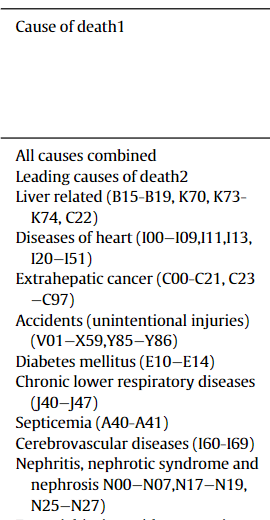 Cause of death1
All causes combined
Leading causes of death2
Liver related (B15-B19, K70, K73-
K74, C22)
Diseases of heart (I00–I09,I11,I13,
I20–I51)
Extrahepatic cancer (C00-C21, C23
–C97)
Accidents (unintentional injuries)
(V01–X59,Y85–Y86)
Diabetes mellitus (E10–E14)
Chronic lower respiratory diseases
(J40–J47)
Septicemia (A40-A41)
Cerebrovascular diseases (I60-I69)
Nephritis, nephrotic syndrome and
nephrosis N00–N07,N17–N19,
N25–N27)